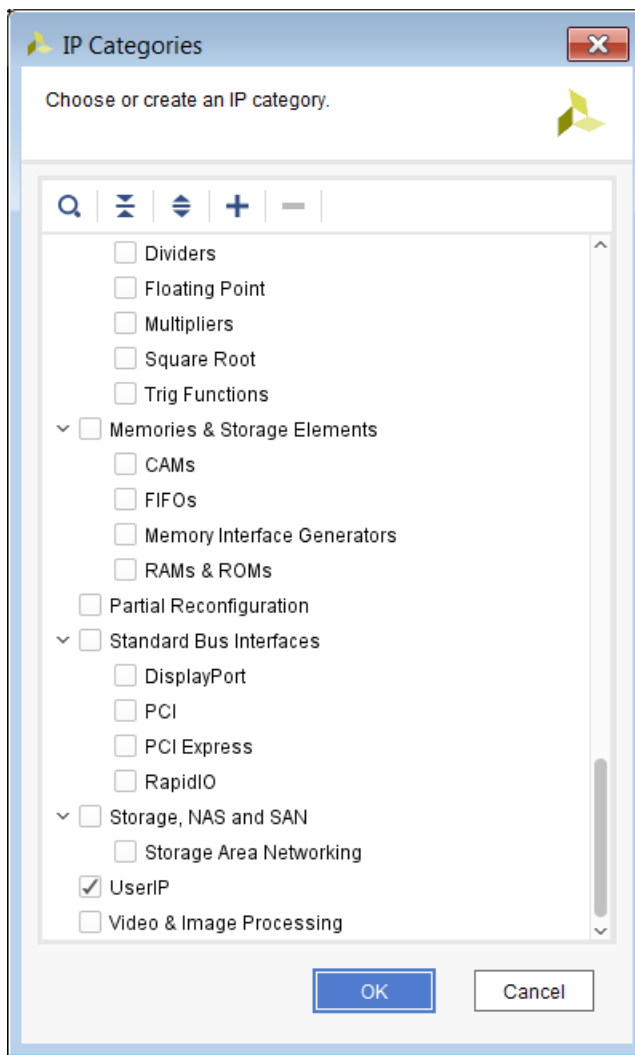 IP Categories
Choose or create an IP category.
Dividers
Floating Point
Multipliers
Square Root
Trig Functions
Memories & Storage Elements
CAMs
FIFOs
Memory Interface Generators
RAMs & ROMs
Partial Reconfiguration
Standard Bus Interfaces
DisplayPort
PCI
PCI Express
RapidIO
Storage, NAS and SAN
Storage Area Networking
UserIP
Video & Image Processing
OK Cancel